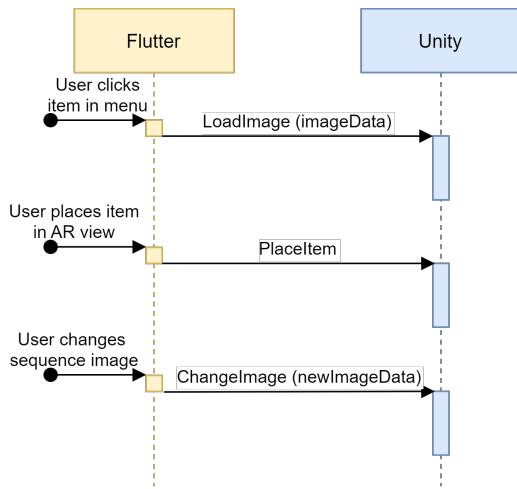 Flutter
Unity
User clicks
item in menu
LoadImage (imageData)
User places item
in AR view
PlaceItem
User changes
sequence image
ChangeImage (newImageData)